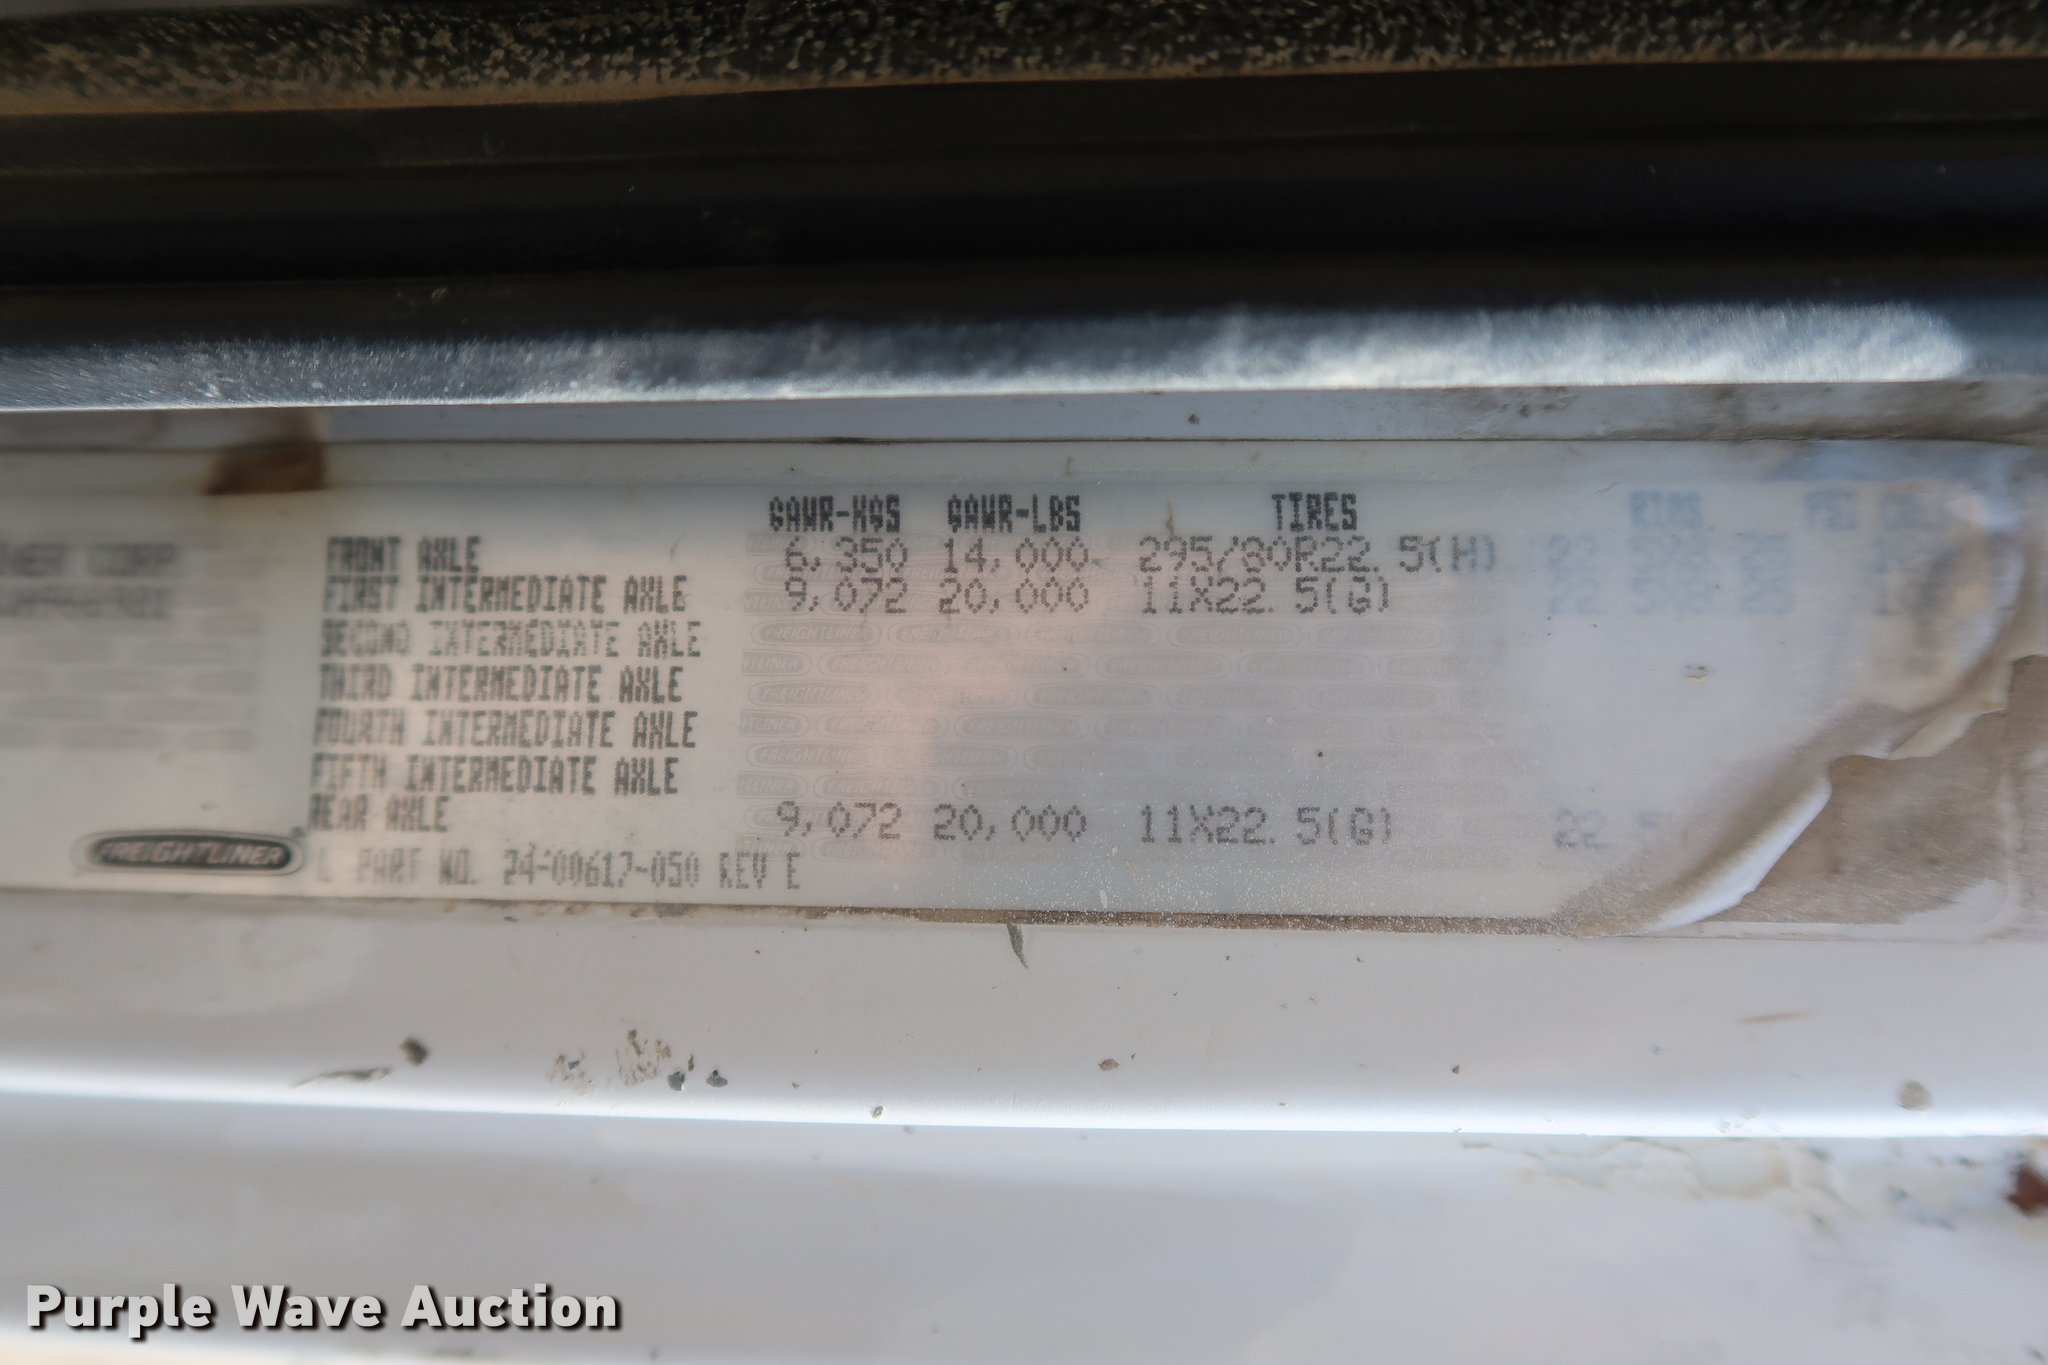 GAWR-KGS GAWR-LBS TIRES RIMS
CORP
FRONT AXLE 6,350 14,000 295/80R22.5(H)
FIRST INTERMEDIATE AXLE 9,072 20,000 11X22.5(G)
SECOND INTERMEDIATE AXLE
THIRD INTERMEDIATE AXLE
FOURTH INTERMEDIATE AXLE
FIFTH INTERMEDIATE AXLE
REAR AXLE 9,072 20,000 11X22.5(G)
FREIGHTLINER
PART NO. 24-00617-050 REV E
Purple Wave Auction